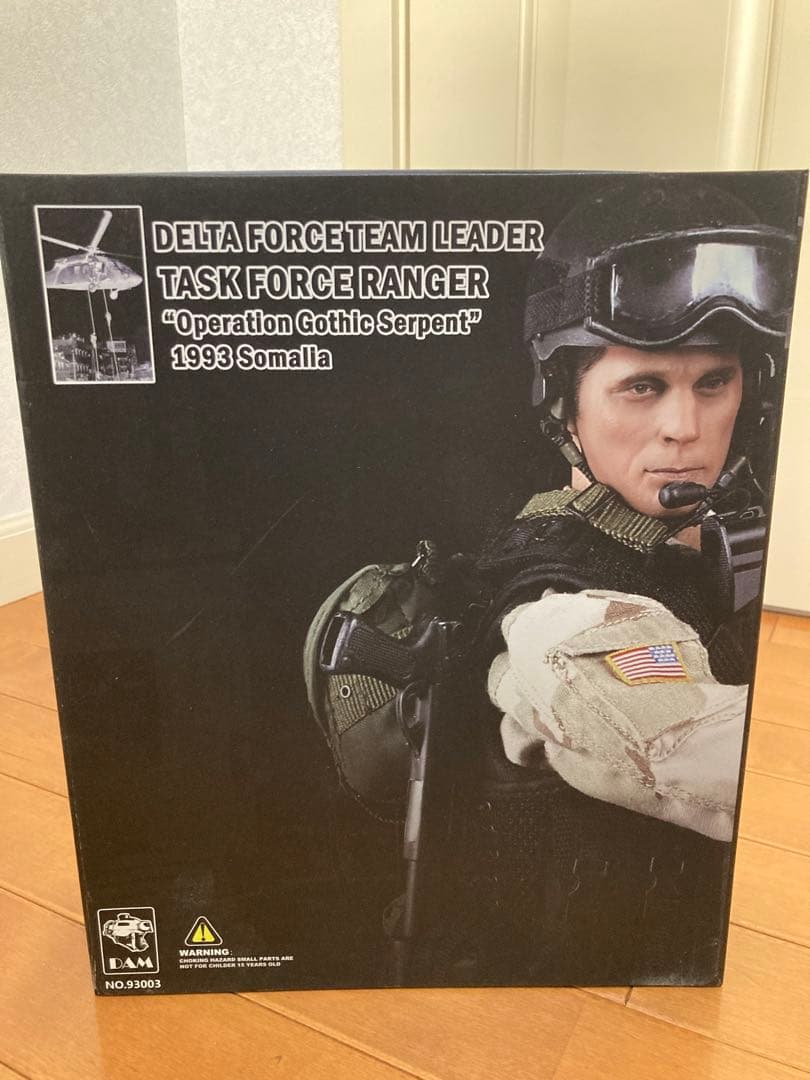 DELTA FORCE TEAM LEADER
TASK FORCE RANGER
“Operation Gothic Serpent”
1993 Somalia
DAM
NO.93003
WARNING:
CHOKING HAZARD SMALL PARTS ARE
NOT FOR CHILDER 15 YEARS OLD